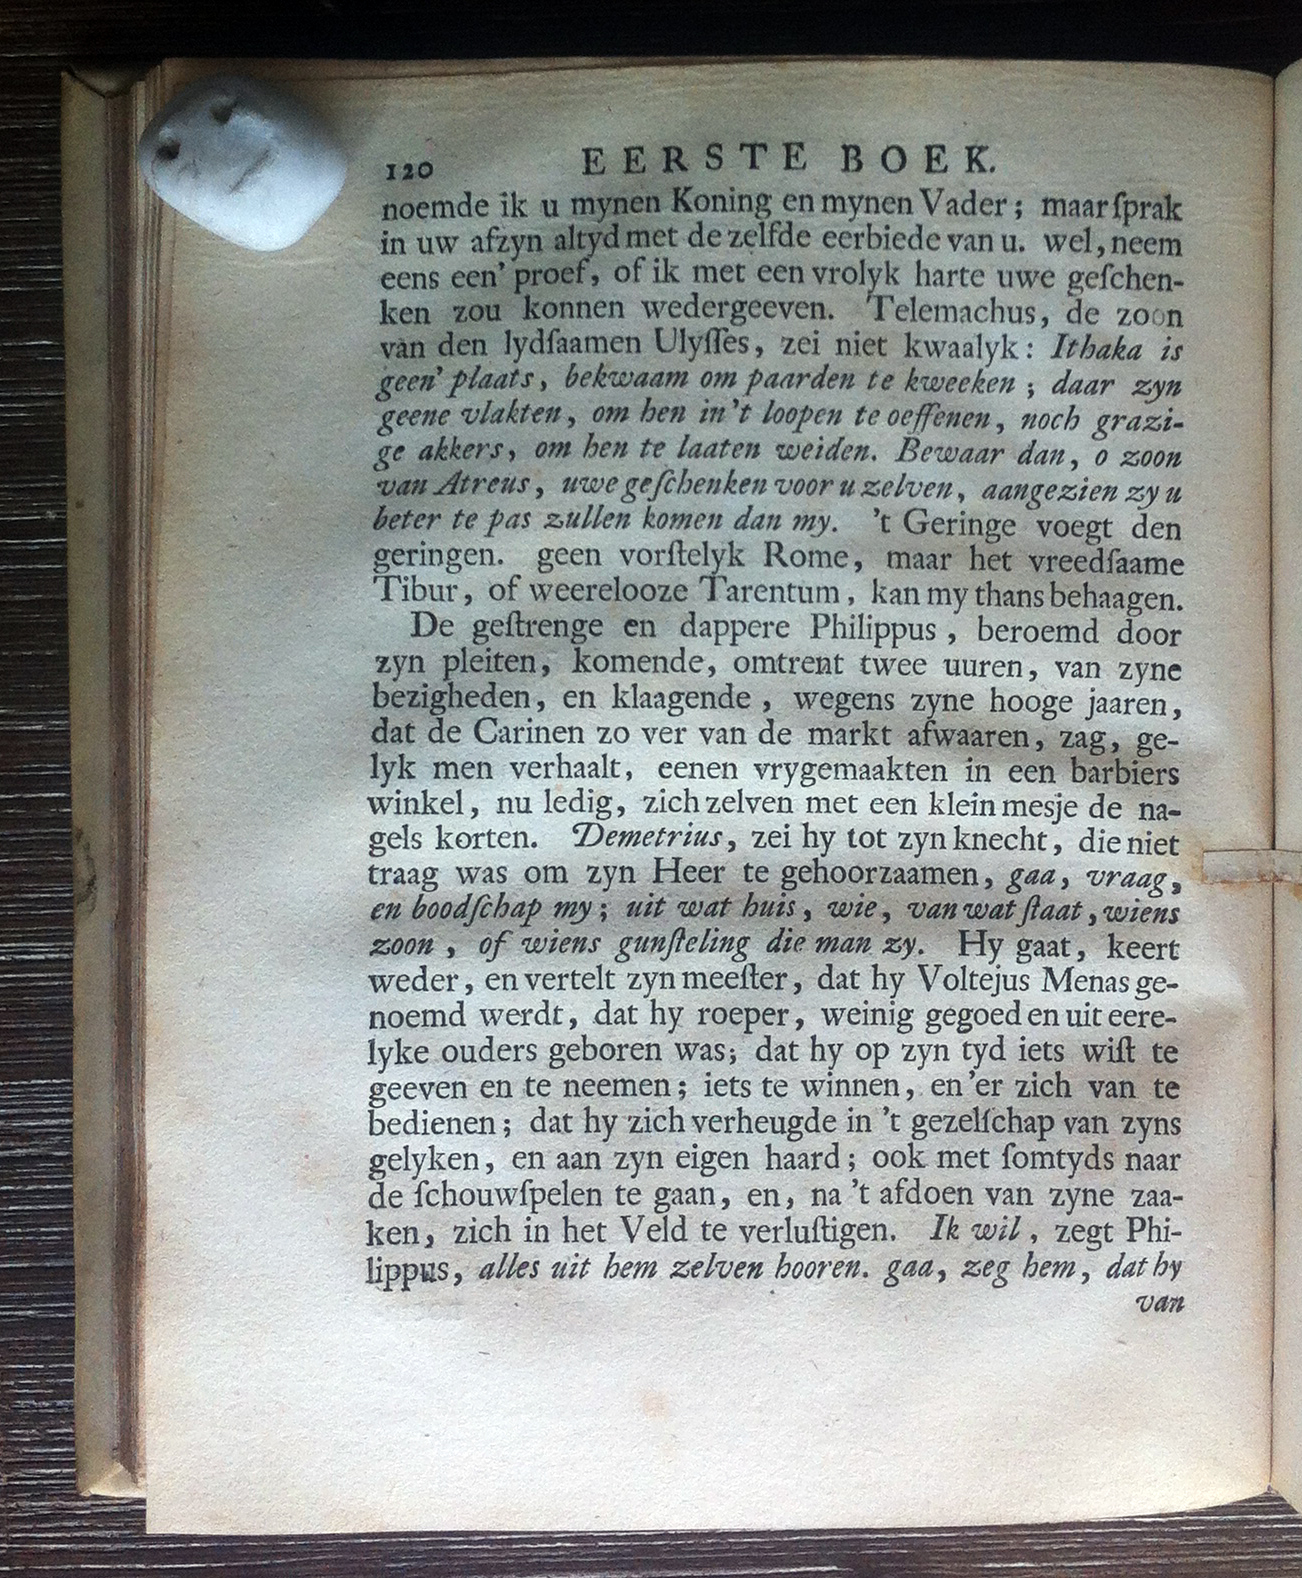 120 EERSTE BOEK.
noemde ik u mynen Koning en mynen Vader; maar ſprak
in uw afzyn altyd met de zelfde eerbiede van u. wel, neem
eens een' proef, of ik met een vrolyk harte uwe geſchen-
ken zou konnen wedergeeven. Telemachus, de zoon
van den lydſaamen Ulyſſes, zei niet kwaalyk: Ithaka is
geen' plaats, bekwaam om paarden te kweeken; daar zyn
geene vlakten, om hen in 't loopen te oeffenen, noch grazi-
ge akkers, om hen te laaten weiden. Bewaar dan, o zoon
van Atreus, uwe geſchenken voor u zelven, aangezien zy u
beter te pas zullen komen dan my. 't Geringe voegt den
geringen. geen vorſtelyk Rome, maar het vreedſaame
Tibur, of weerelooze Tarentum, kan my thans behaagen.
De geſtrenge en dappere Philippus, beroemd door
zyn pleiten, komende, omtrent twee uuren, van zyne
bezigheden, en klaagende, wegens zyne hooge jaaren,
dat de Carinen zo ver van de markt afwaaren, zag, ge-
lyk men verhaalt, eenen vrygemaakten in een barbiers
winkel, nu ledig, zich zelven met een klein mesje de na-
gels korten. Demetrius, zei hy tot zyn knecht, die niet
traag was om zyn Heer te gehoorzaamen, gaa, vraag,
en boodſchap my; uit wat huis, wie, van wat ſtaat, wiens
zoon, of wiens gunſteling die man zy. Hy gaat, keert
weder, en vertelt zyn meeſter, dat hy Voltejus Menas ge-
noemd werdt, dat hy roeper, weinig gegoed en uit eere-
lyke ouders geboren was; dat hy op zyn tyd iets wiſt te
geeven en te neemen; iets te winnen, en 'er zich van te
bedienen; dat hy zich verheugde in 't gezelſchap van zyns
gelyken, en aan zyn eigen haard; ook met ſomtyds naar
de ſchouwſpelen te gaan, en, na 't afdoen van zyne zaa-
ken, zich in het Veld te verluſtigen. Ik wil, zegt Phi-
lippus, alles uit hem zelven hooren. gaa, zeg hem, dat hy
van